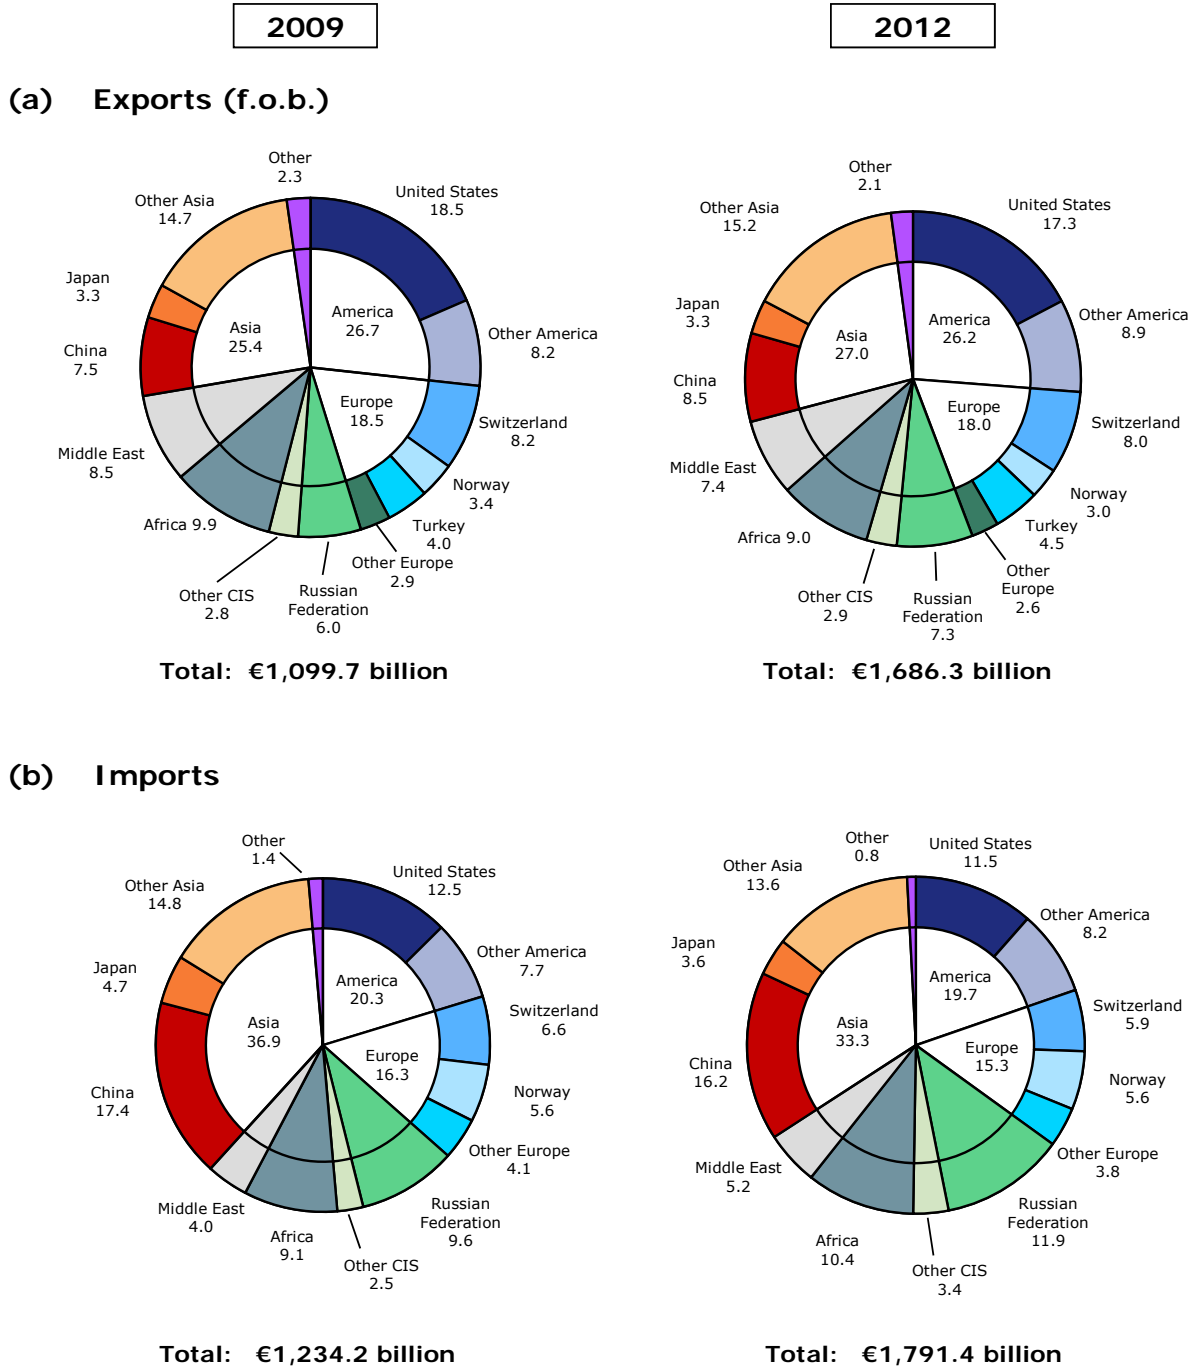 2009
2012
(a) Exports (f.o.b.)
Other
2.3
United States
18.5
Other Asia
14.7
Japan
3.3
America
26.7
Asia
25.4
Other America
8.2
China
7.5
Europe
18.5
Switzerland
8.2
Middle East
8.5
Norway
3.4
Africa 9.9
Turkey
4.0
Other Europe
2.9
Other CIS
2.8
Russian
Federation
6.0
Total: €1,099.7 billion
Other
2.1
United States
17.3
Other Asia
15.2
Japan
3.3
America
26.2
Asia
27.0
Other America
8.9
China
8.5
Europe
18.0
Switzerland
8.0
Middle East
7.4
Norway
3.0
Africa 9.0
Turkey
4.5
Other
Europe
2.6
Other CIS
2.9
Russian
Federation
7.3
Total: €1,686.3 billion
(b) Imports
Other
1.4
United States
12.5
Other Asia
14.8
Other America
7.7
Japan
4.7
America
20.3
Switzerland
6.6
Asia
36.9
Europe
16.3
China
17.4
Norway
5.6
Other Europe
4.1
Middle East
4.0
Africa
9.1
Russian
Federation
9.6
Other CIS
2.5
Total: €1,234.2 billion
Other
0.8
United States
11.5
Other Asia
13.6
Other America
8.2
Japan
3.6
America
19.7
Switzerland
5.9
Asia
33.3
Europe
15.3
China
16.2
Norway
5.6
Other Europe
3.8
Middle East
5.2
Russian
Federation
11.9
Africa
10.4
Other CIS
3.4
Total: €1,791.4 billion